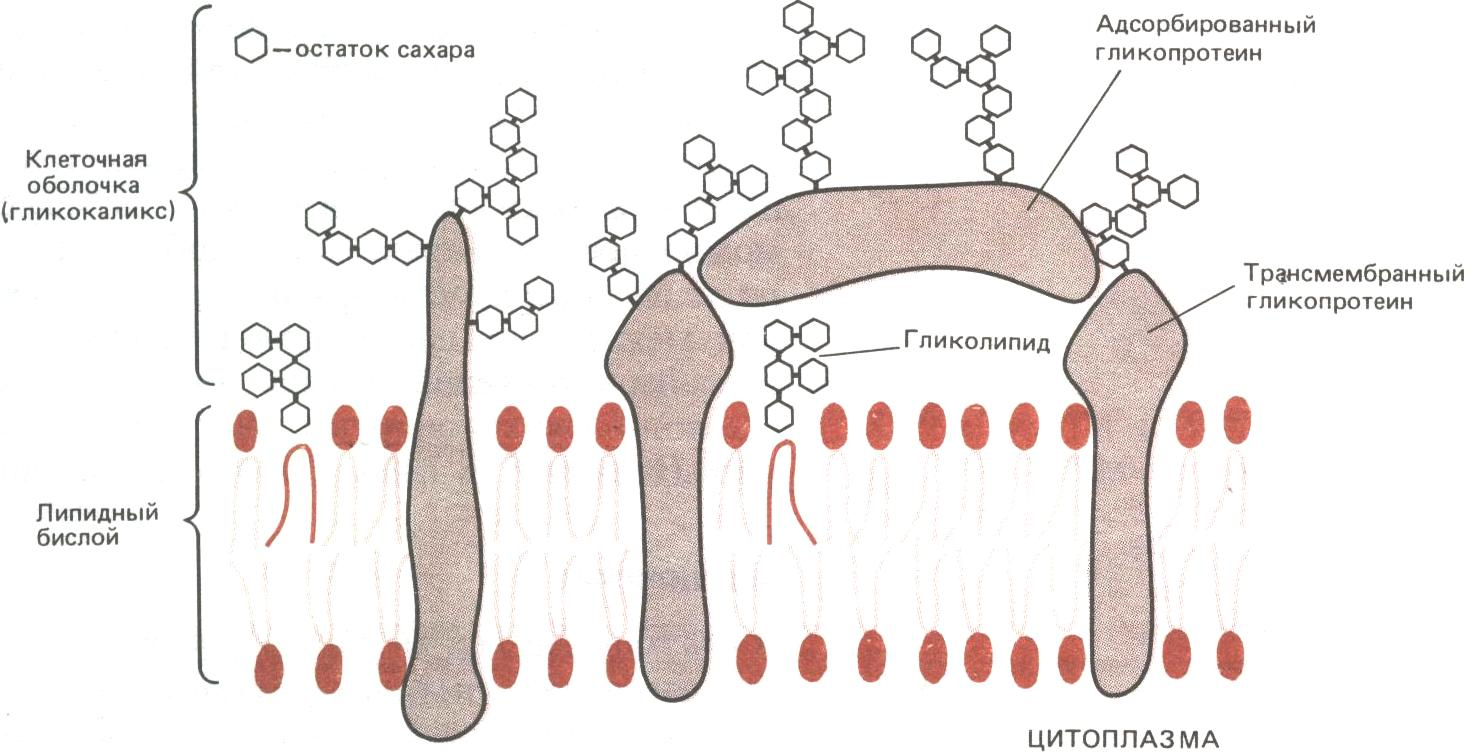 — остаток сахара
Адсорбированный
гликопротеин
Клеточная
оболочка
(гликокаликс)
Трансмембранный
гликопротеин
Гликолипид
Липидный
бислой
ЦИТОПЛАЗМА